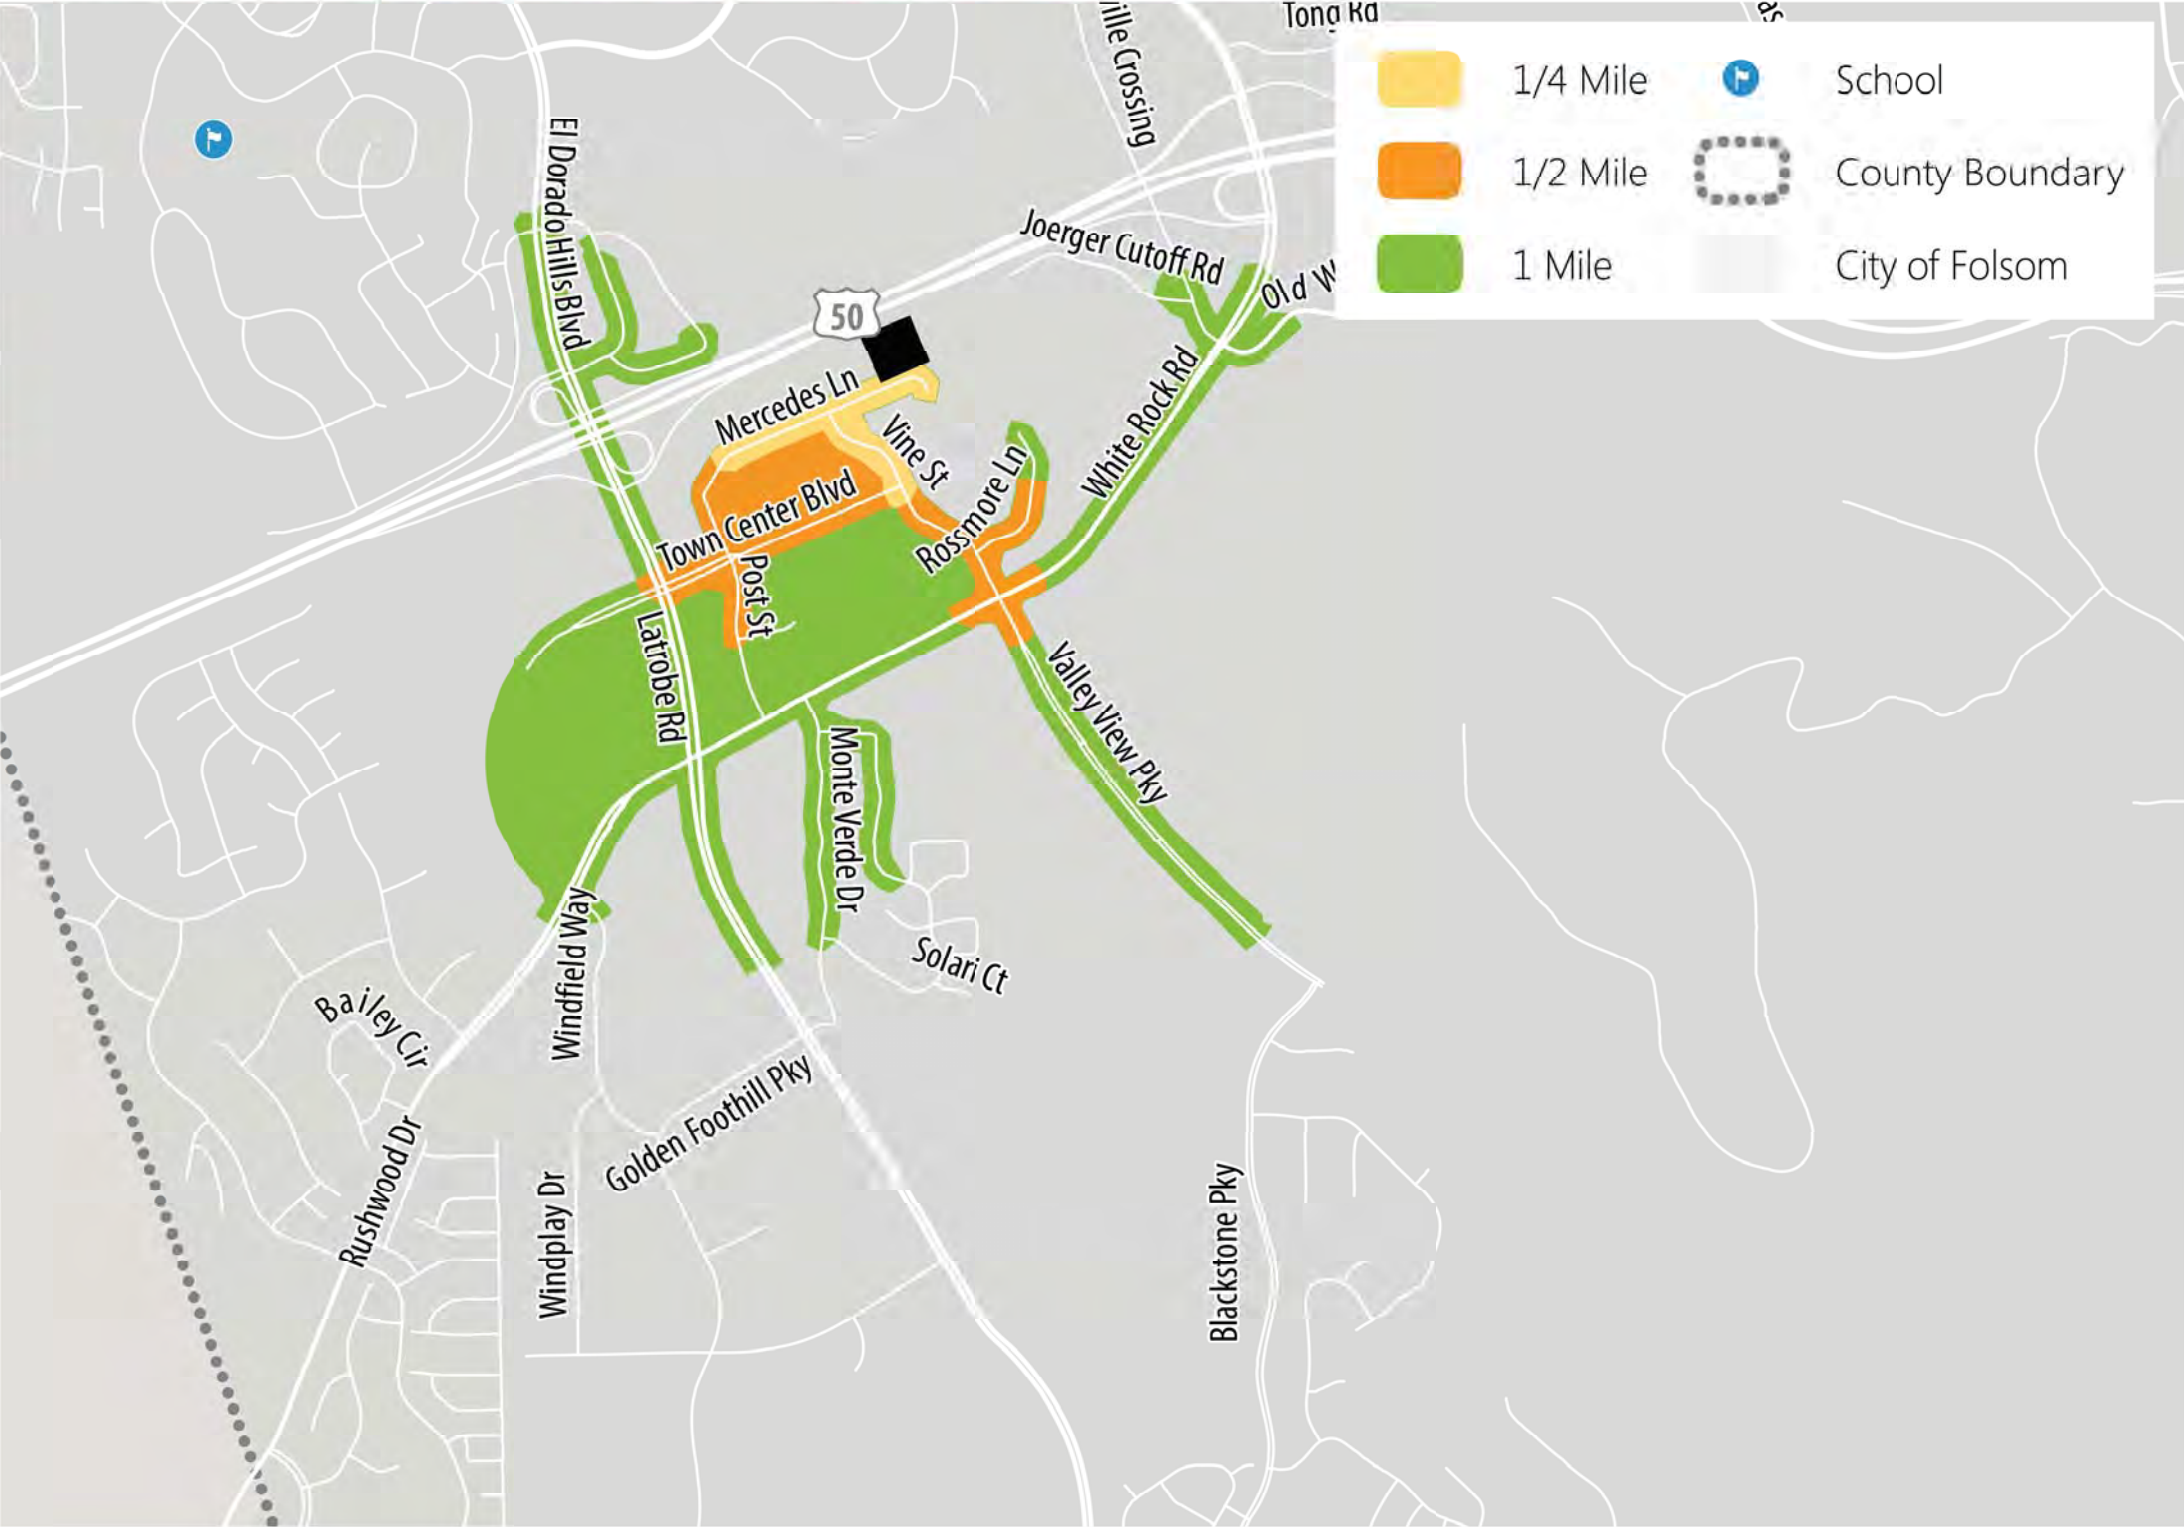 Tong Rd
ville Crossing
1/4 Mile
School
1/2 Mile
County Boundary
1 Mile
City of Folsom
El Dorado Hills Blvd
Joerger Cutoff Rd
Old W
50
Mercedes Ln
Vine St
White Rock Rd
Rossmore Ln
Town Center Blvd
Post St
Latrobe Rd
Valley View Pky
Monte Verde Dr
Windfield Way
Solari Ct
Bailey Cir
Golden Foothill Pky
Rushwood Dr
Windplay Dr
Blackstone Pky